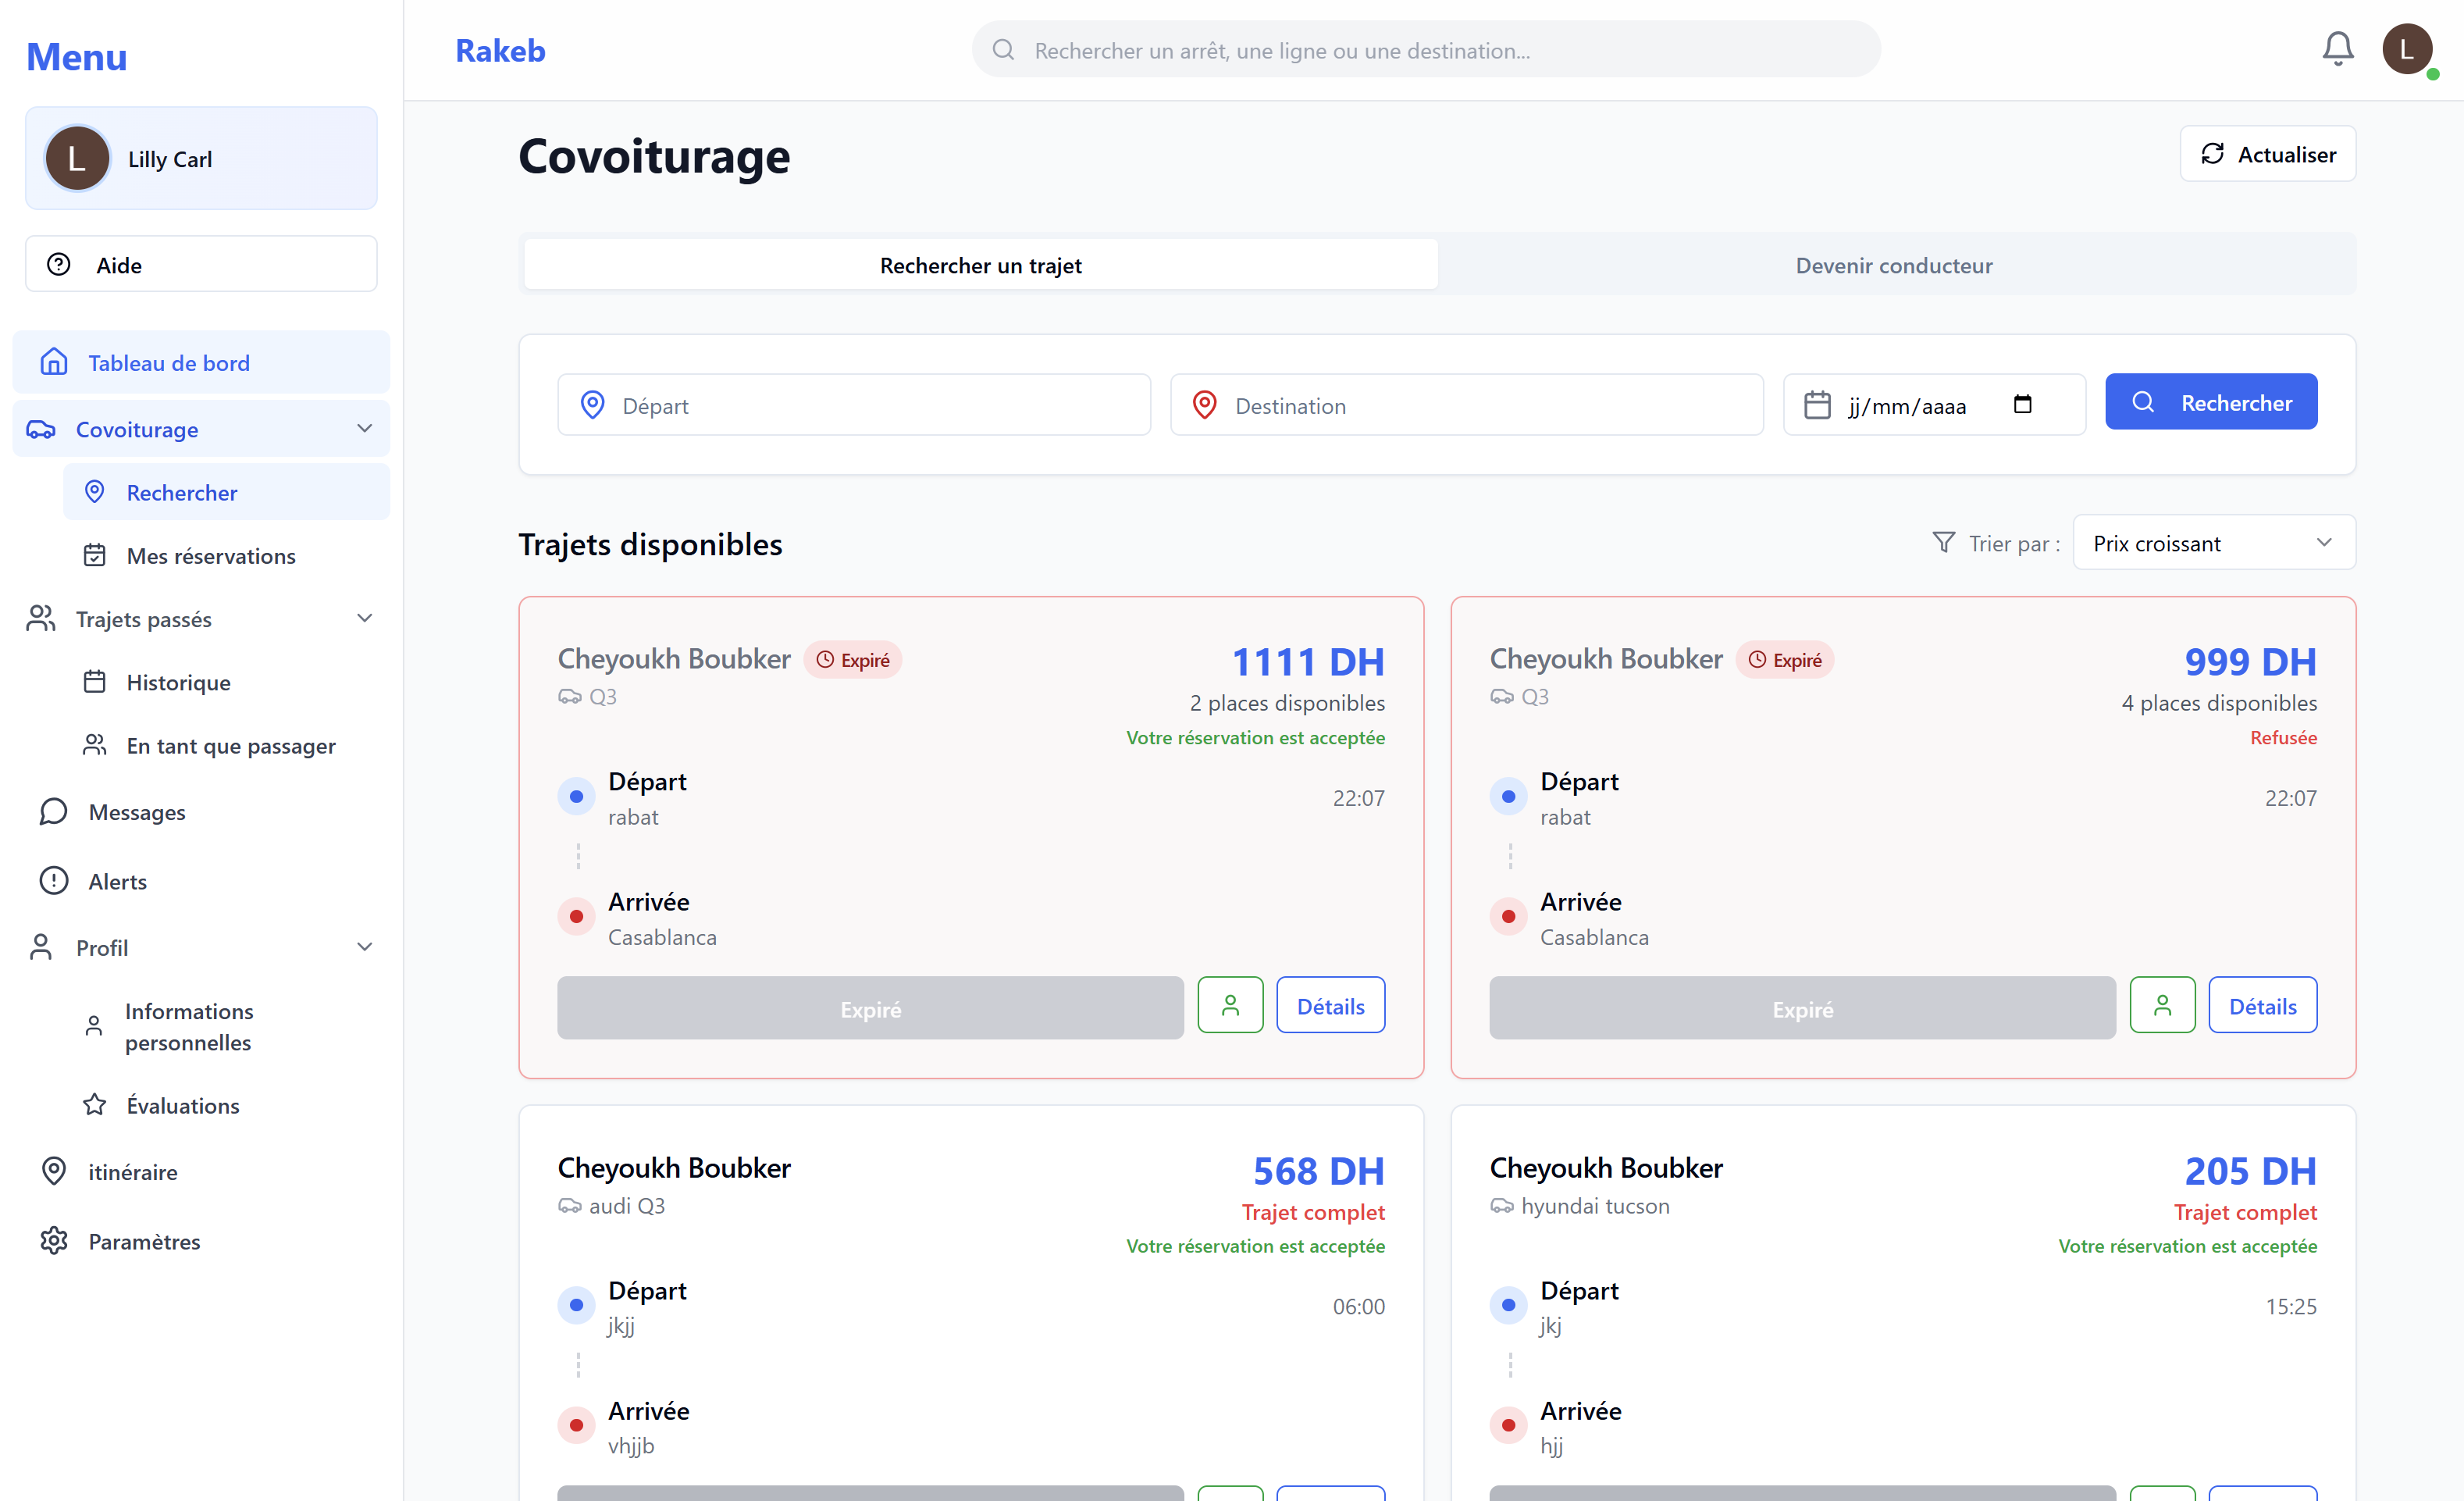 Menu
L
Lilly Carl
Aide
Tableau de bord
Covoiturage
Rechercher
Mes réservations
Trajets passés
Historique
En tant que passager
Messages
Alerts
Profil
Informations
personnelles
Évaluations
itinéraire
Paramètres
Rakeb
Rechercher un arrêt, une ligne ou une destination...
L
Covoiturage
Actualiser
Rechercher un trajet
Devenir conducteur
Départ
Destination
jj/mm/aaaa
Rechercher
Trajets disponibles
Trier par :
Prix croissant
Cheyoukh Boubker
Expiré
1111 DH
Q3
2 places disponibles
Votre réservation est acceptée
Départ
rabat
22:07
Arrivée
Casablanca
Expiré
Détails
Cheyoukh Boubker
Expiré
999 DH
Q3
4 places disponibles
Refusée
Départ
rabat
22:07
Arrivée
Casablanca
Expiré
Détails
Cheyoukh Boubker
568 DH
audi Q3
Trajet complet
Votre réservation est acceptée
Départ
jkjj
06:00
Arrivée
vhjjb
Cheyoukh Boubker
205 DH
hyundai tucson
Trajet complet
Votre réservation est acceptée
Départ
jkj
15:25
Arrivée
hjj